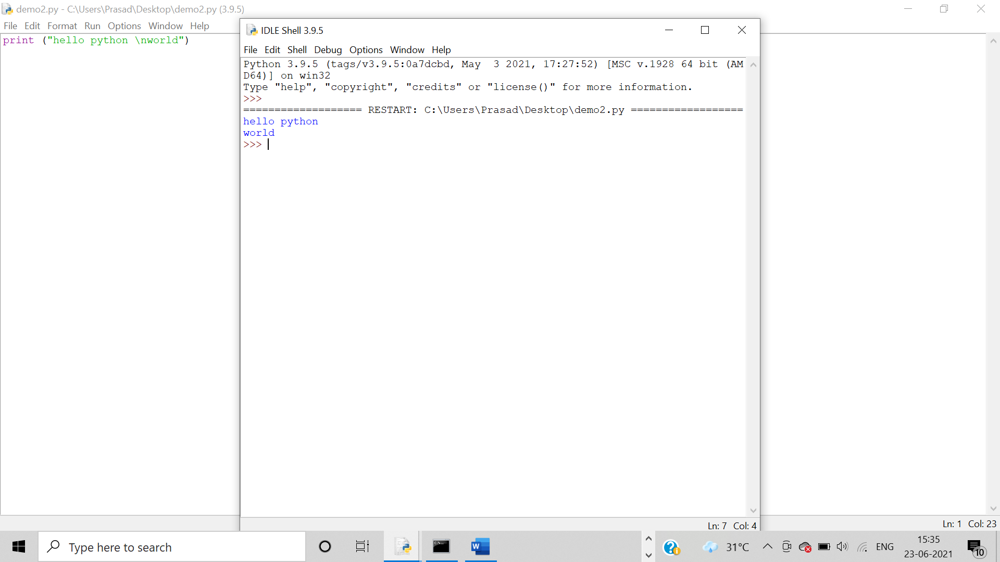 demo2.py - C:\Users\Prasad\Desktop\demo2.py (3.9.5)
File Edit Format Run Options Window Help
print ("hello python \nworld")
IDLE Shell 3.9.5
File Edit Shell Debug Options Window Help
Python 3.9.5 (tags/v3.9.5:0a7dcbd, May  3 2021, 17:27:52) [MSC v.1928 64 bit (AM
D64)] on win32
Type "help", "copyright", "credits" or "license()" for more information.
>>>
=================== RESTART: C:\Users\Prasad\Desktop\demo2.py ==================
hello python
world
>>>
Ln: 7 Col: 4
Ln: 1 Col: 23
Type here to search
C:\.
W
31°C
ENG
15:35
23-06-2021
10